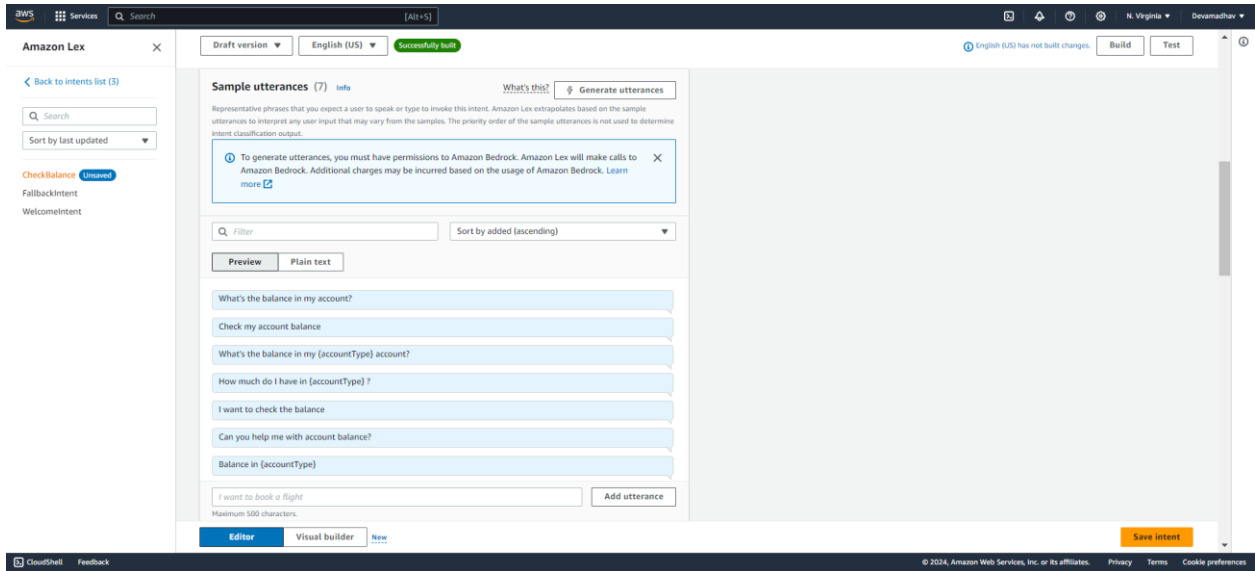 aws
Services
Search
[Alt+S]
N. Virginia
Devamadhav
Amazon Lex
Draft version
English (US)
Successfully built
English (US) has not built changes.
Build
Test
Back to intents list (3)
Search
Sort by last updated
CheckBalance Unsaved
FallbackIntent
WelcomeIntent
Sample utterances (7) Info
What's this?
Generate utterances
Representative phrases that you expect a user to speak or type to invoke this intent. Amazon Lex extrapolates based on the sample
utterances to interpret any user input that may vary from the samples. The priority order of the sample utterances is not used to determine
intent classification output.
To generate utterances, you must have permissions to Amazon Bedrock. Amazon Lex will make calls to
Amazon Bedrock. Additional charges may be incurred based on the usage of Amazon Bedrock. Learn
more
Filter
Sort by added (ascending)
Preview
Plain text
What's the balance in my account?
Check my account balance
What's the balance in my {accountType} account?
How much do I have in {accountType} ?
I want to check the balance
Can you help me with account balance?
Balance in {accountType}
I want to book a flight
Add utterance
Maximum 500 characters.
Editor
Visual builder
New
Save intent
CloudShell
Feedback
© 2024, Amazon Web Services, Inc. or its affiliates.
Privacy
Terms
Cookie preferences